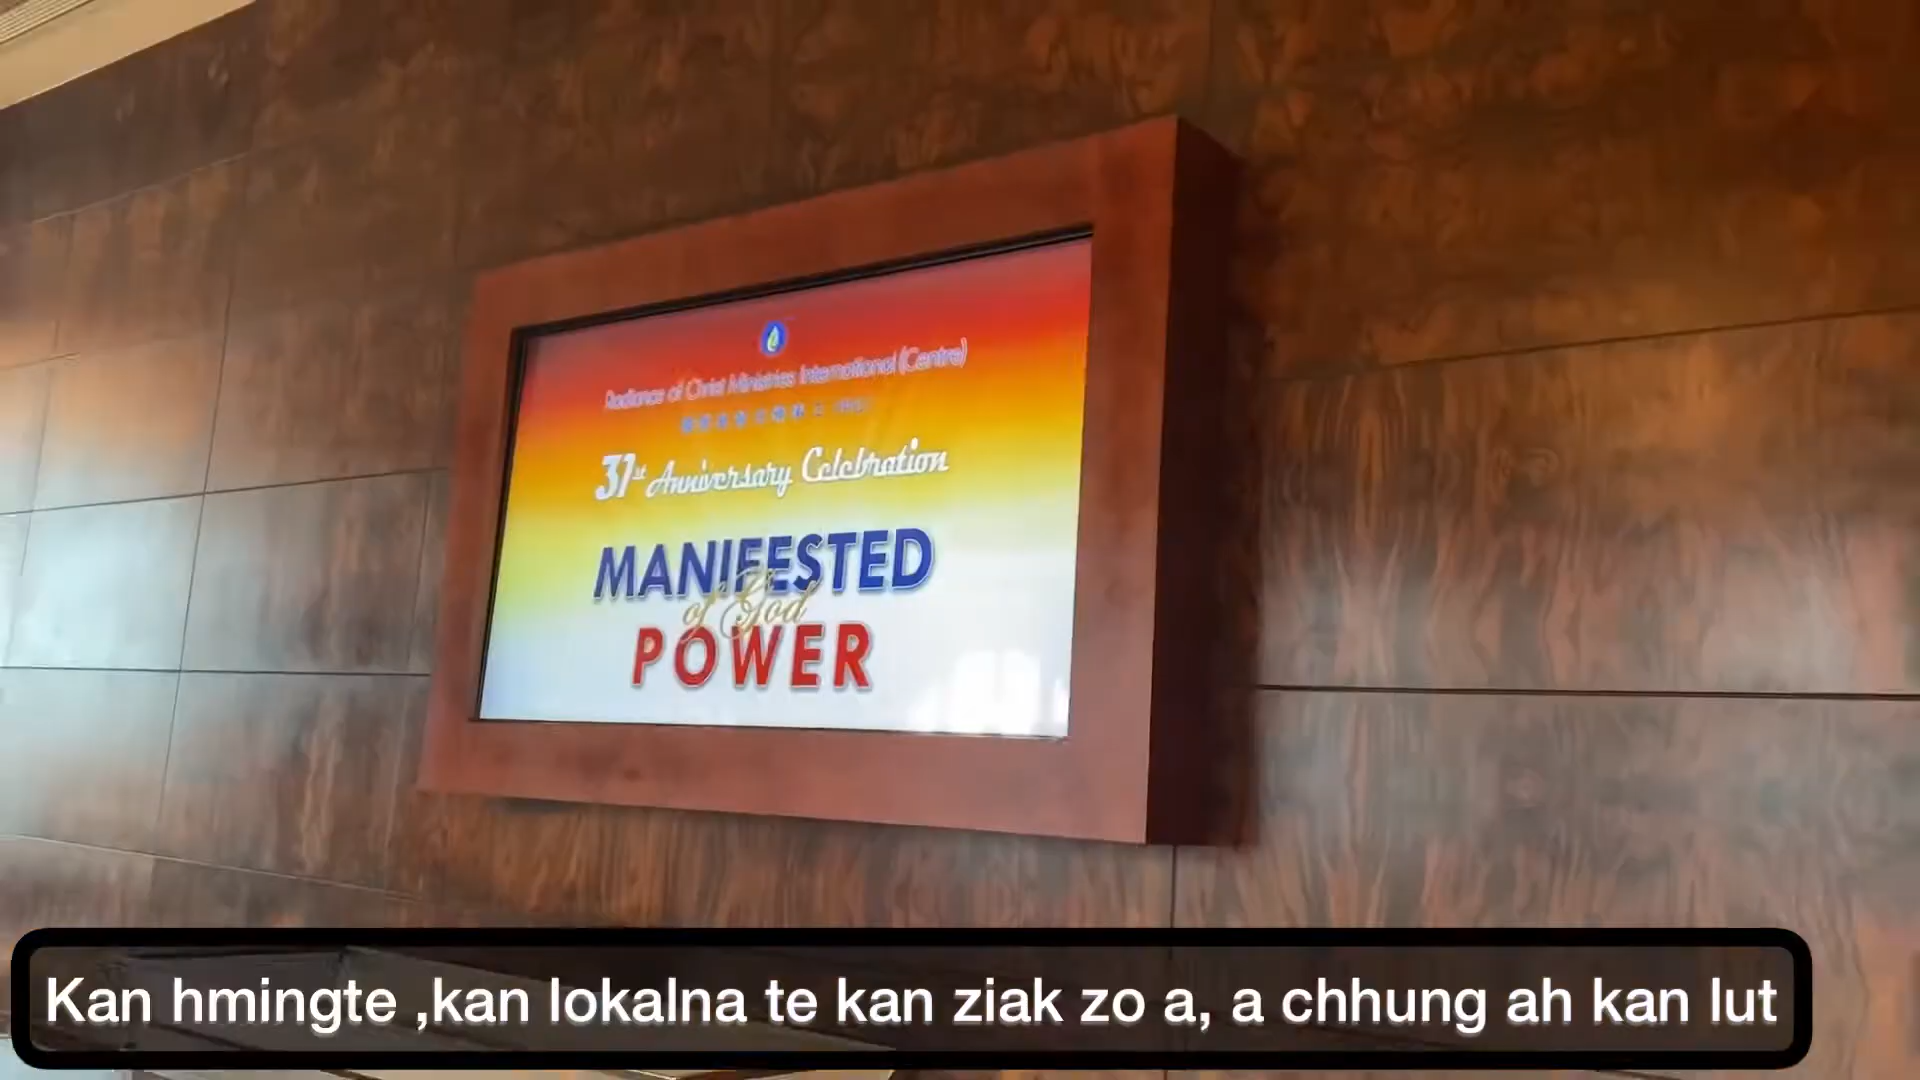 Radiance of Christ Ministries International (Centre)
31st Anniversary Celebration
MANIFESTED
of God
POWER
Kan hmingte ,kan lokalna te kan ziak zo a, a chhung ah kan lut